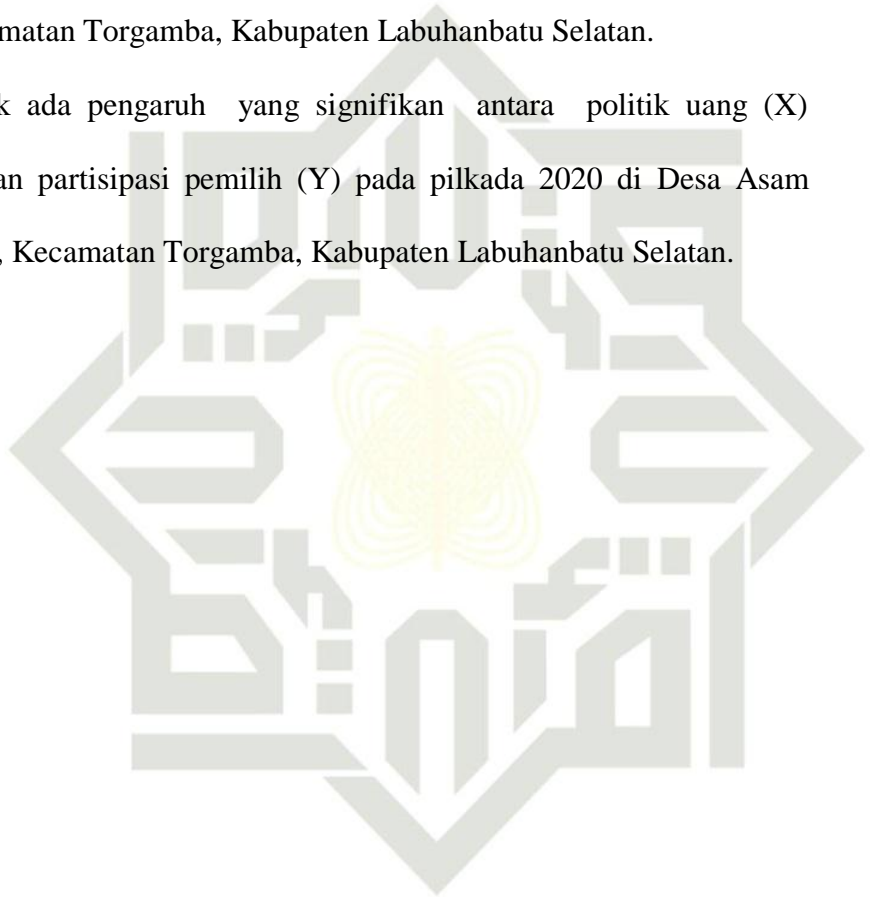 amatan Torgamba, Kabupaten Labuhanbatu Selatan.
k ada pengaruh yang signifikan antara politik uang (X)
an partisipasi pemilih (Y) pada pilkada 2020 di Desa Asam
, Kecamatan Torgamba, Kabupaten Labuhanbatu Selatan.